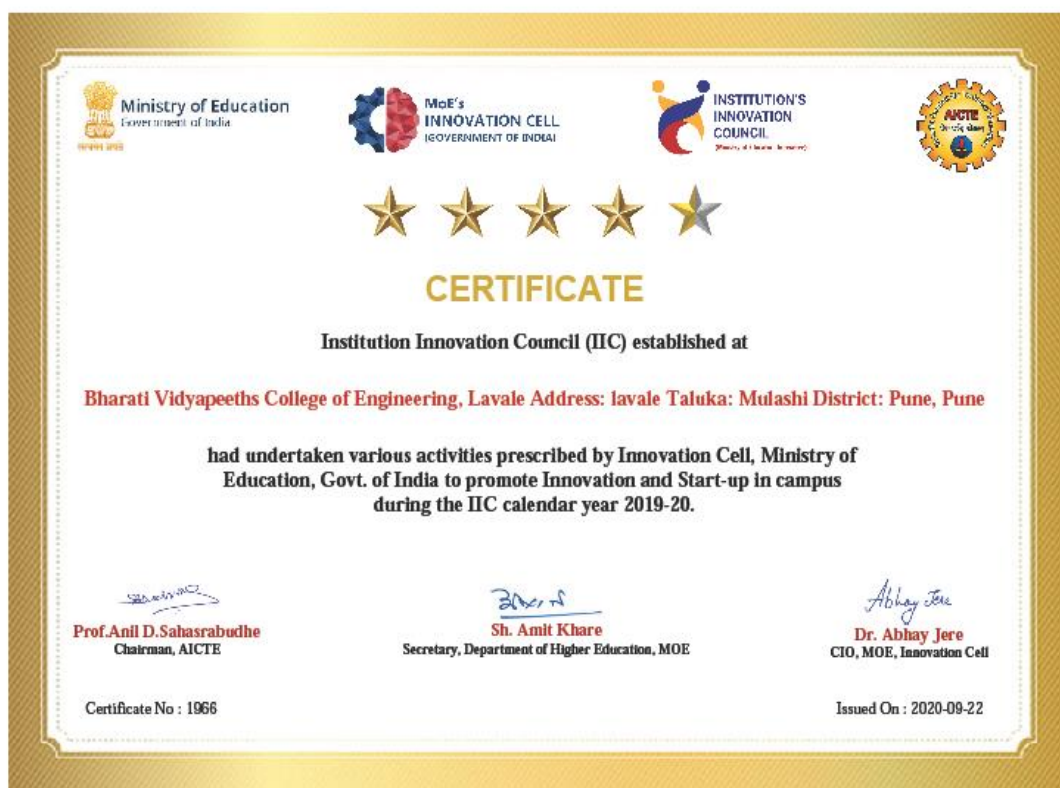 Ministry of Education
Government of India
MoE's
INNOVATION CELL
(GOVERNMENT OF INDIA)
INSTITUTION'S
INNOVATION
COUNCIL
AICTE
CERTIFICATE
Institution Innovation Council (IIC) established at
Bharati Vidyapeeths College of Engineering, Lavale Address: lavale Taluka: Mulashi District: Pune, Pune
had undertaken various activities prescribed by Innovation Cell, Ministry of
Education, Govt. of India to promote Innovation and Start-up in campus
during the IIC calendar year 2019-20.
Abhay Jere
Prof.Anil D.Sahasrabudhe
Chairman, AICTE
Sh. Amit Khare
Secretary, Department of Higher Education, MOE
Dr. Abhay Jere
CIO, MOE, Innovation Cell
Certificate No : 1966
Issued On : 2020-09-22